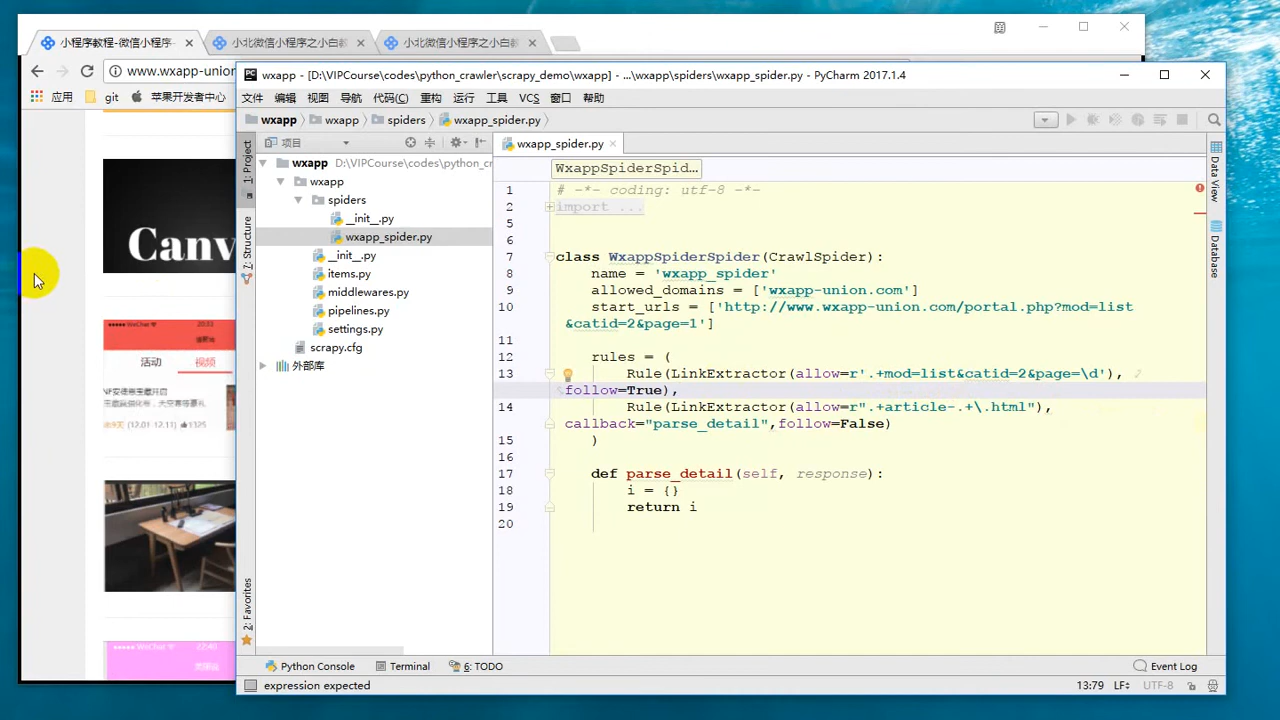 小程序教程-微信小程序-
小北微信小程序之小白教
小北微信小程序之小白教
www.wxapp-union
应用
git
苹果开发者中心
Canv
活动
视频
wxapp - [D:\VIPCourse\codes\python_crawler\scrapy_demo\wxapp] - ...\wxapp\spiders\wxapp_spider.py - PyCharm 2017.1.4
文件 编辑 视图 导航 代码(C) 重构 运行 工具 VCS 窗口 帮助
wxapp wxapp spiders wxapp_spider.py
1: Project
7: Structure
2: Favorites
项目
wxapp D:\VIPCourse\codes\python_cr
wxapp
spiders
__init__.py
wxapp_spider.py
__init__.py
items.py
middlewares.py
pipelines.py
settings.py
scrapy.cfg
外部库
wxapp_spider.py
WxappSpiderSpid...
1 # -*- coding: utf-8 -*-
2 import ...
5
6
7 class WxappSpiderSpider(CrawlSpider):
8 name = 'wxapp_spider'
9 allowed_domains = ['wxapp-union.com']
10 start_urls = ['http://www.wxapp-union.com/portal.php?mod=list
&catid=2&page=1']
11
12 rules = (
13 Rule(LinkExtractor(allow=r'.+mod=list&catid=2&page=\d'),
follow=True),
14 Rule(LinkExtractor(allow=r".+article-.+\.html"),
callback="parse_detail",follow=False)
15 )
16
17 def parse_detail(self, response):
18 i = {}
19 return i
20
Data View
Database
Python Console
Terminal
6: TODO
Event Log
expression expected
13:79 LF UTF-8